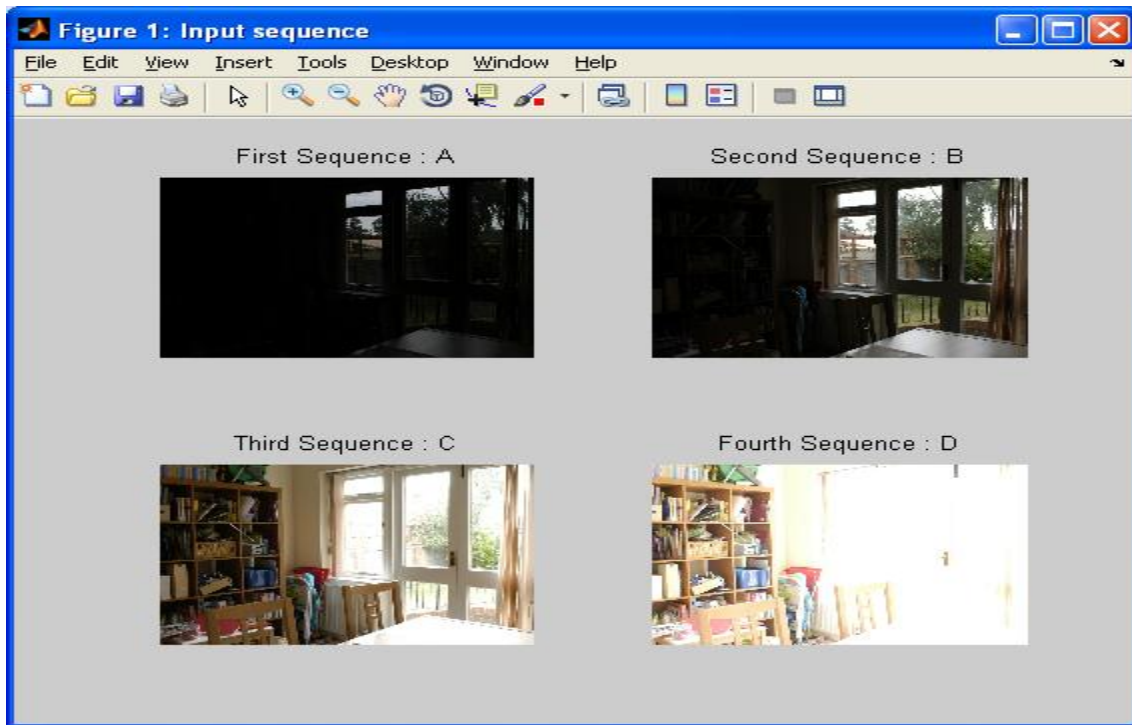 Figure 1: Input sequence
File Edit View Insert Tools Desktop Window Help
First Sequence : A
Second Sequence : B
Third Sequence : C
Fourth Sequence : D